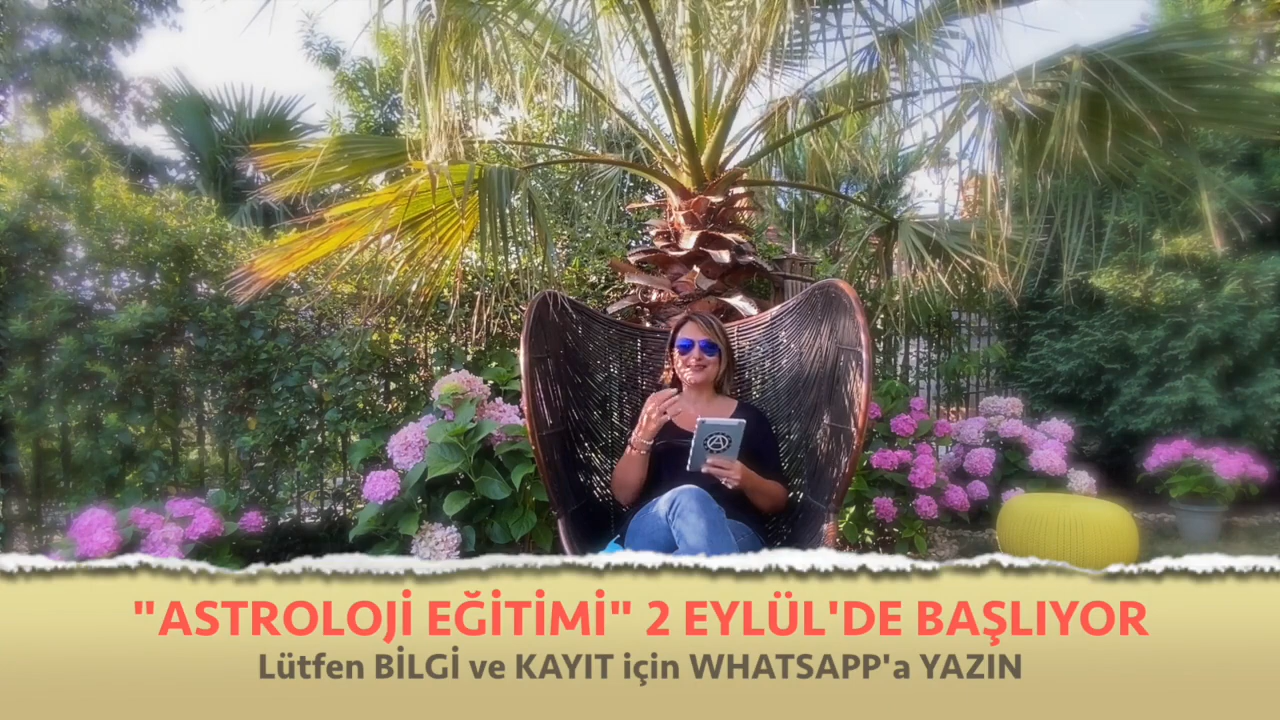 "ASTROLOJİ EĞİTİMİ" 2 EYLÜL'DE BAŞLIYOR
Lütfen BİLGİ ve KAYIT için WHATSAPP'a YAZIN